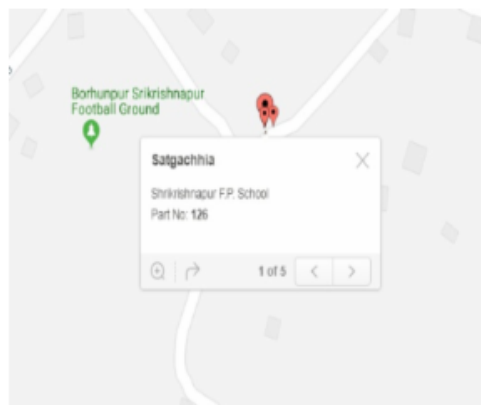 Borhunpur Srikrishnapur
Football Ground
Satgachhia
Shrikrishnapur F.P. School
Part No: 126
1 of 5